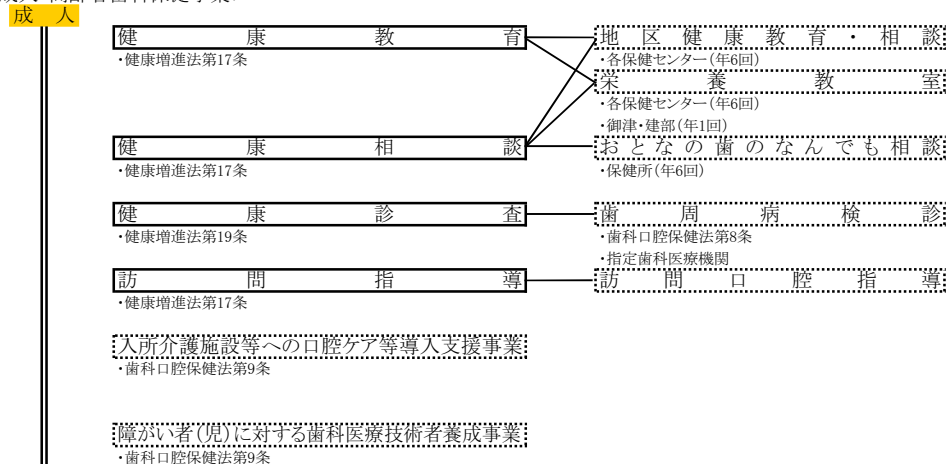 成人
健康教育
・健康増進法第17条
地区健康教育・相談
・各保健センター(年6回)
栄養教室
・各保健センター(年6回)
・御津・建部(年1回)
健康相談
・健康増進法第17条
おとなの歯のなんでも相談
・保健所(年6回)
健康診査
・健康増進法第19条
歯周病検診
・歯科口腔保健法第8条
・指定歯科医療機関
訪問指導
・健康増進法第17条
訪問口腔指導
入所介護施設等への口腔ケア等導入支援事業
・歯科口腔保健法第9条
障がい者(児)に対する歯科医療技術者養成事業
・歯科口腔保健法第9条